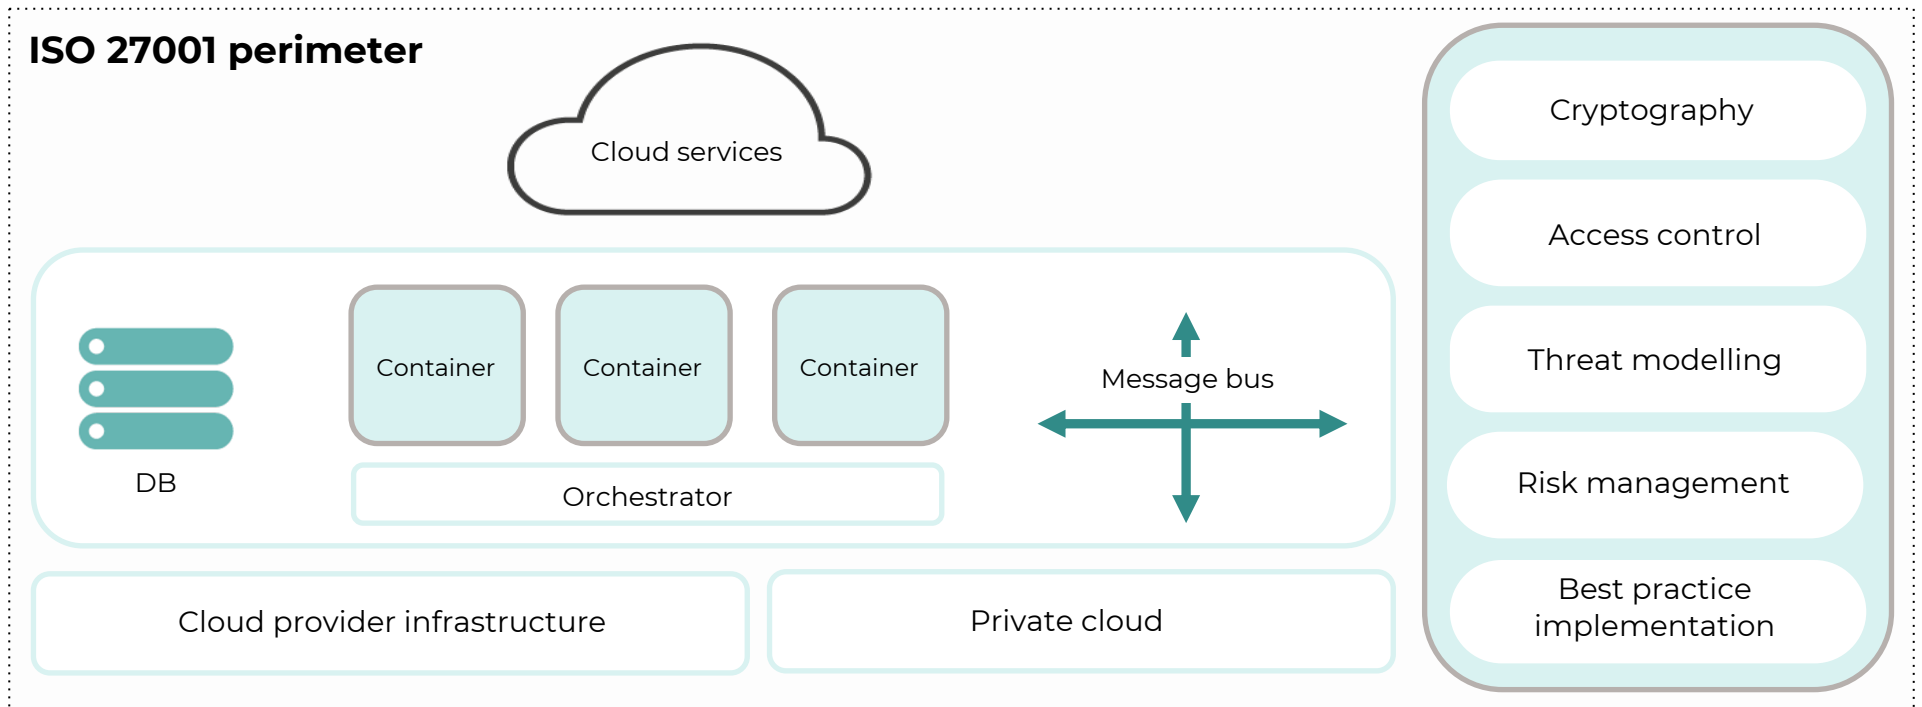 ISO 27001 perimeter
Cloud services
Container
Container
Container
Message bus
DB
Orchestrator
Cloud provider infrastructure
Private cloud
Cryptography
Access control
Threat modelling
Risk management
Best practice
implementation